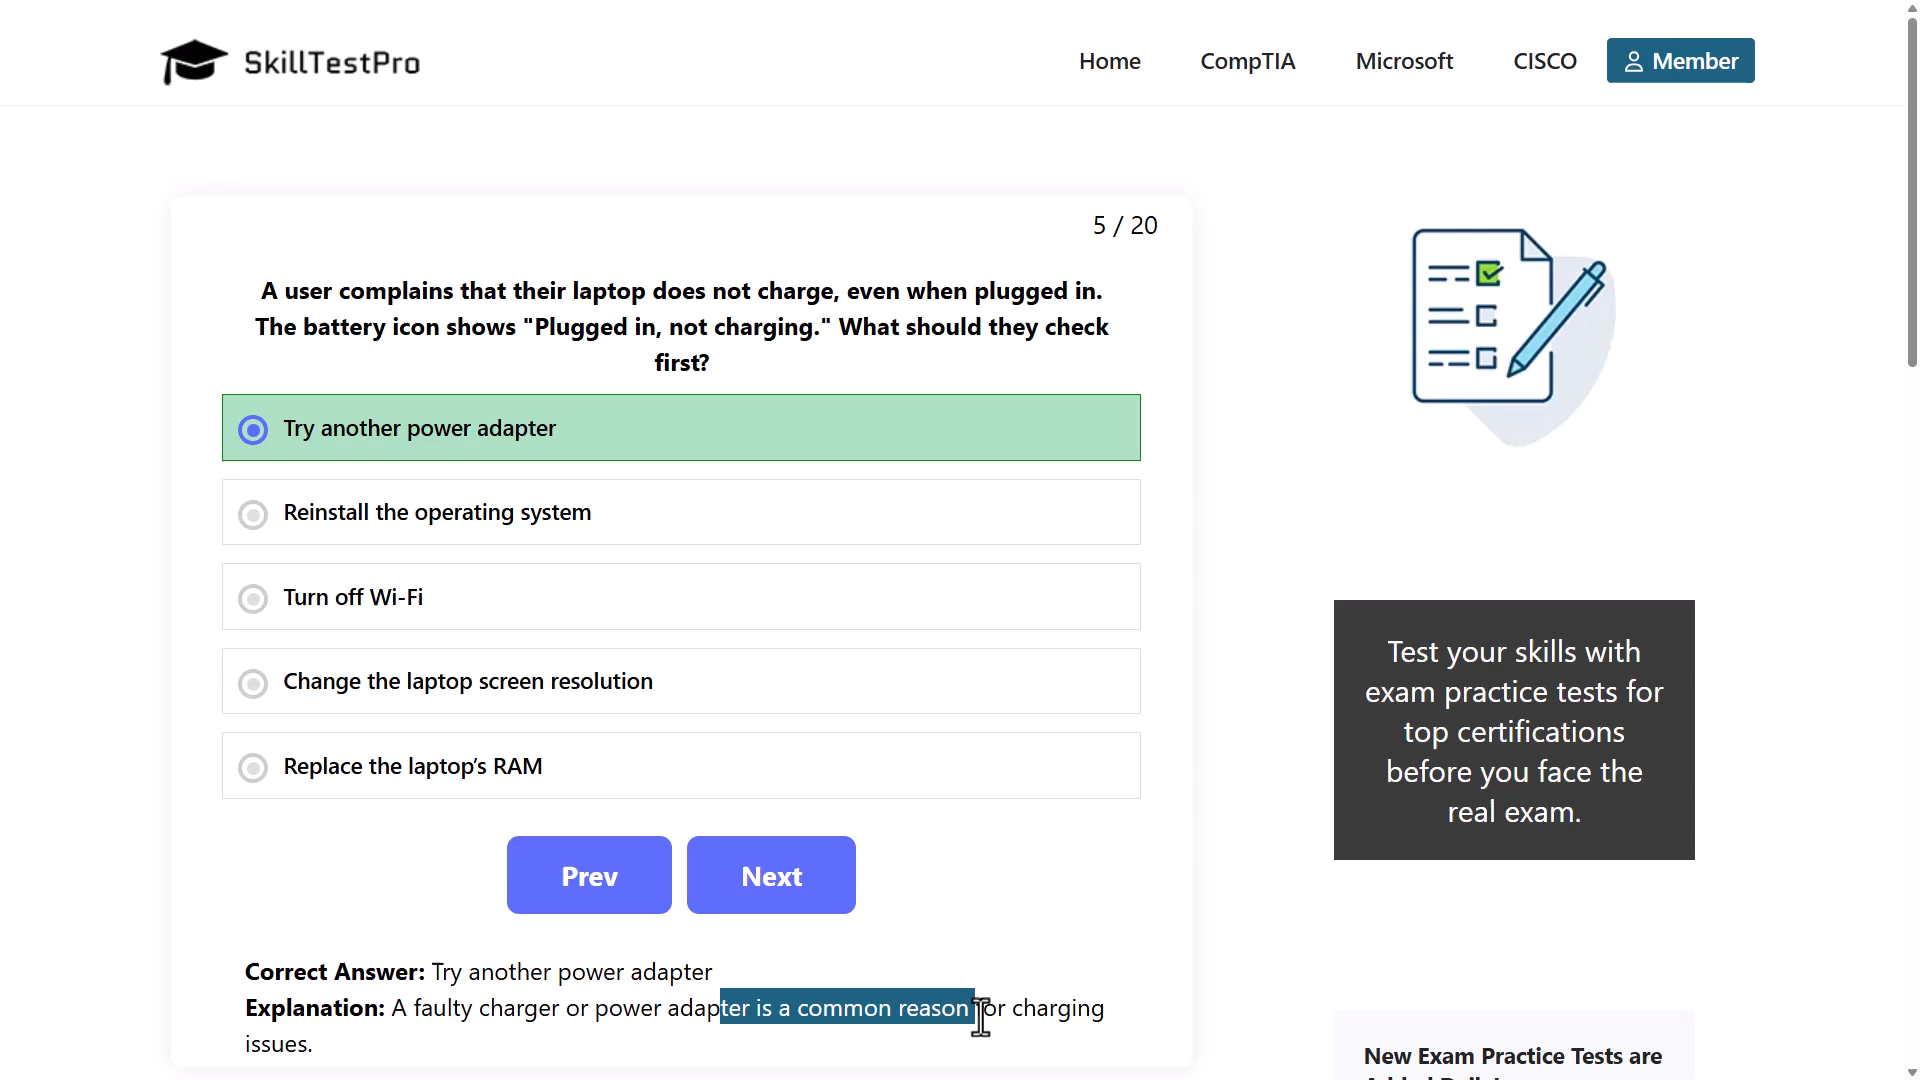 SkillTestPro
Home
CompTIA
Microsoft
CISCO
Member
5 / 20
A user complains that their laptop does not charge, even when plugged in.
The battery icon shows "Plugged in, not charging." What should they check
first?
Try another power adapter
Reinstall the operating system
Turn off Wi-Fi
Change the laptop screen resolution
Replace the laptop’s RAM
Prev
Next
Correct Answer: Try another power adapter
Explanation: A faulty charger or power adapter is a common reason for charging
issues.
Test your skills with
exam practice tests for
top certifications
before you face the
real exam.
New Exam Practice Tests are